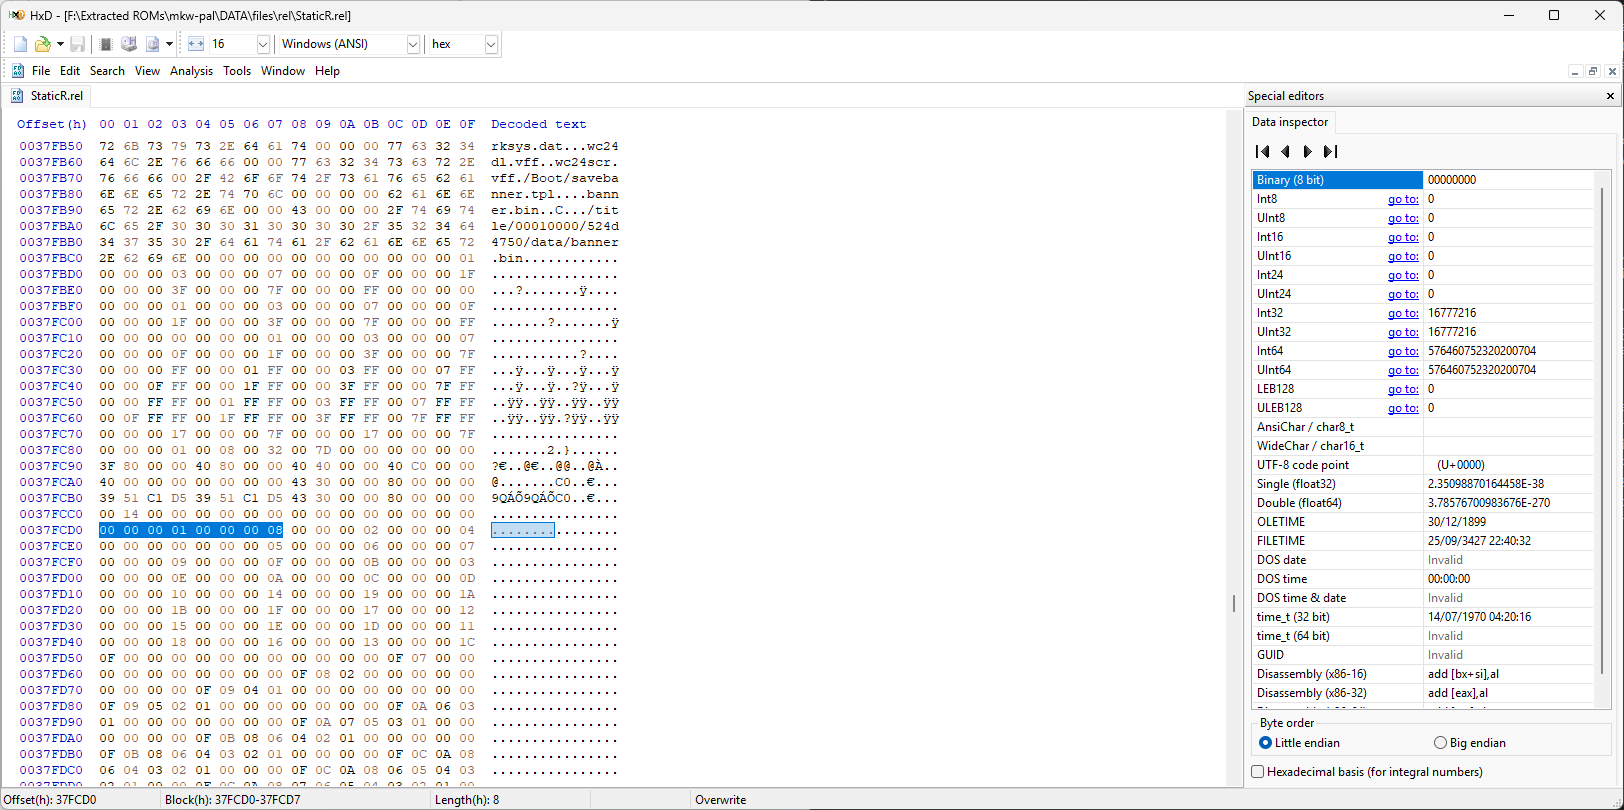 HxD - [F:\Extracted ROMs\mkw-pal\DATA\files\rel\StaticR.rel]
16 Windows (ANSI) hex
File Edit Search View Analysis Tools Window Help
StaticR.rel
Offset(h) 00 01 02 03 04 05 06 07 08 09 0A 0B 0C 0D 0E 0F Decoded text
0037FB50 72 6B 73 79 73 2E 64 61 74 00 00 00 77 63 32 34 rksys.dat...wc24
0037FB60 64 6C 2E 76 66 66 00 00 77 63 32 34 73 63 72 2E dl.vff..wc24scr.
0037FB70 76 66 66 00 2F 42 6F 6F 74 2F 73 61 76 65 62 61 vff./Boot/saveba
0037FB80 6E 6E 65 72 2E 74 70 6C 00 00 00 00 62 61 6E 6E nner.tpl....bann
0037FB90 65 72 2E 62 69 6E 00 00 43 00 00 00 2F 74 69 74 er.bin..C.../tit
0037FBA0 6C 65 2F 30 30 30 31 30 30 30 30 2F 35 32 34 64 le/00010000/524d
0037FBB0 34 37 35 30 2F 64 61 74 61 2F 62 61 6E 6E 65 72 4750/data/banner
0037FBC0 2E 62 69 6E 00 00 00 00 00 00 00 00 00 00 00 01 .bin............
0037FBD0 00 00 00 03 00 00 00 07 00 00 00 0F 00 00 00 1F ................
0037FBE0 00 00 00 3F 00 00 00 7F 00 00 00 FF 00 00 00 00 ...?.......ÿ....
0037FBF0 00 00 00 01 00 00 00 03 00 00 00 07 00 00 00 0F ................
0037FC00 00 00 00 1F 00 00 00 3F 00 00 00 7F 00 00 00 FF .......?.......ÿ
0037FC10 00 00 00 00 00 00 00 01 00 00 00 03 00 00 00 07 ................
0037FC20 00 00 00 0F 00 00 00 1F 00 00 00 3F 00 00 00 7F ...........?....
0037FC30 00 00 00 FF 00 00 01 FF 00 00 03 FF 00 00 07 FF ...ÿ...ÿ...ÿ...ÿ
0037FC40 00 00 0F FF 00 00 1F FF 00 00 3F FF 00 00 7F FF ...ÿ...ÿ..?ÿ...ÿ
0037FC50 00 00 FF FF 00 01 FF FF 00 03 FF FF 00 07 FF FF ..ÿÿ..ÿÿ..ÿÿ..ÿÿ
0037FC60 00 0F FF FF 00 1F FF FF 00 3F FF FF 00 7F FF FF ..ÿÿ..ÿÿ.?ÿÿ..ÿÿ
0037FC70 00 00 00 17 00 00 00 7F 00 00 00 17 00 00 00 7F ................
0037FC80 00 00 00 01 00 08 00 32 00 7D 00 00 00 00 00 00 .......2.}......
0037FC90 3F 80 00 00 40 80 00 00 40 40 00 00 40 C0 00 00 ?€..@€..@@..@À..
0037FCA0 40 00 00 00 00 00 00 00 43 30 00 00 80 00 00 00 @.......C0..€...
0037FCB0 39 51 C1 D5 39 51 C1 D5 43 30 00 00 80 00 00 00 9QÁÕ9QÁÕC0..€...
0037FCC0 00 14 00 00 00 00 00 00 00 00 00 00 00 00 00 00 ................
0037FCD0 00 00 00 01 00 00 00 08 00 00 00 02 00 00 00 04 ................
0037FCE0 00 00 00 00 00 00 00 05 00 00 00 06 00 00 00 07 ................
0037FCF0 00 00 00 09 00 00 00 0F 00 00 00 0B 00 00 00 03 ................
0037FD00 00 00 00 0E 00 00 00 0A 00 00 00 0C 00 00 00 0D ................
0037FD10 00 00 00 10 00 00 00 14 00 00 00 19 00 00 00 1A ................
0037FD20 00 00 00 1B 00 00 00 1F 00 00 00 17 00 00 00 12 ................
0037FD30 00 00 00 15 00 00 00 1E 00 00 00 1D 00 00 00 11 ................
0037FD40 00 00 00 18 00 00 00 16 00 00 00 13 00 00 00 1C ................
0037FD50 0F 00 00 00 00 00 00 00 00 00 00 00 0F 07 00 00 ................
0037FD60 00 00 00 00 00 00 00 00 0F 08 02 00 00 00 00 00 ................
0037FD70 00 00 00 00 0F 09 04 01 00 00 00 00 00 00 00 00 ................
0037FD80 0F 09 05 02 01 00 00 00 00 00 00 00 0F 0A 06 03 ................
0037FD90 01 00 00 00 00 00 00 00 0F 0A 07 05 03 01 00 00 ................
0037FDA0 00 00 00 00 0F 0B 08 06 04 02 01 00 00 00 00 00 ................
0037FDB0 0F 0B 08 06 04 03 02 01 00 00 00 00 0F 0C 0A 08 ................
0037FDC0 06 04 03 02 01 00 00 00 0F 0C 0A 08 06 05 04 03 ................
Special editors
Data inspector
Binary (8 bit) 00000000
Int8 go to: 0
UInt8 go to: 0
Int16 go to: 0
UInt16 go to: 0
Int24 go to: 0
UInt24 go to: 0
Int32 go to: 16777216
UInt32 go to: 16777216
Int64 go to: 576460752320200704
UInt64 go to: 576460752320200704
LEB128 go to: 0
ULEB128 go to: 0
AnsiChar / char8_t
WideChar / char16_t
UTF-8 code point (U+0000)
Single (float32) 2.35098870164458E-38
Double (float64) 3.78576700983676E-270
OLETIME 30/12/1899
FILETIME 25/09/3427 22:40:32
DOS date Invalid
DOS time 00:00:00
DOS time & date Invalid
time_t (32 bit) 14/07/1970 04:20:16
time_t (64 bit) Invalid
GUID Invalid
Disassembly (x86-16) add [bx+si],al
Disassembly (x86-32) add [eax],al
Byte order
Little endian Big endian
Hexadecimal basis (for integral numbers)
Offset(h): 37FCD0 Block(h): 37FCD0-37FCD7 Length(h): 8 Overwrite